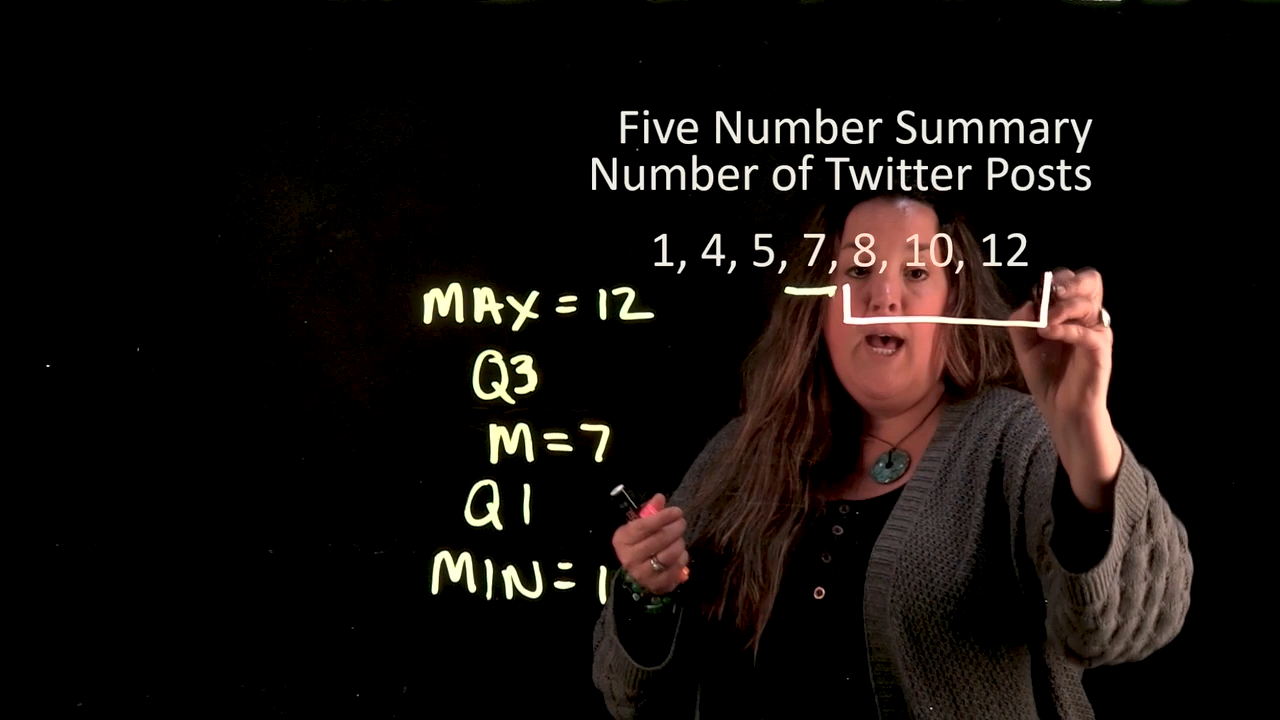 Five Number Summary
Number of Twitter Posts
1, 4, 5, 7, 8, 10, 12
MAX = 12
Q3
M = 7
Q1
MIN = 1